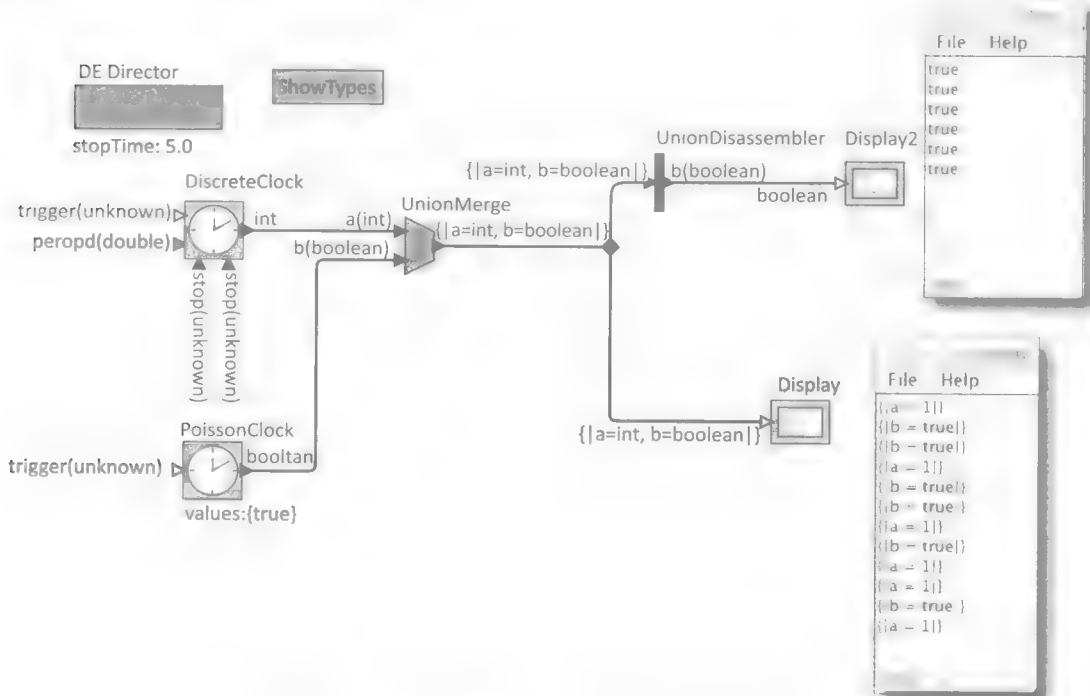 DE Director
ShowTypes
stopTime: 5.0
DiscreteClock
trigger(unknown)
peropd(double)
int
stop(unknown)
stop(unknown)
a(int)
b(boolean)
UnionMerge
{|a=int, b=boolean|}
PoissonClock
trigger(unknown)
booltan
values:{true}
UnionDisassembler
{|a=int, b=boolean|}
b(boolean)
boolean
Display2
File Help
true
true
true
true
true
true
Display
{|a=int, b=boolean|}
File Help
{|a = 1|}
{|b = true|}
{|b = true|}
{|a = 1|}
{|b = true|}
{|b = true|}
{|a = 1|}
{|b = true|}
{|a = 1|}
{|a = 1|}
{|b = true|}
{|a = 1|}